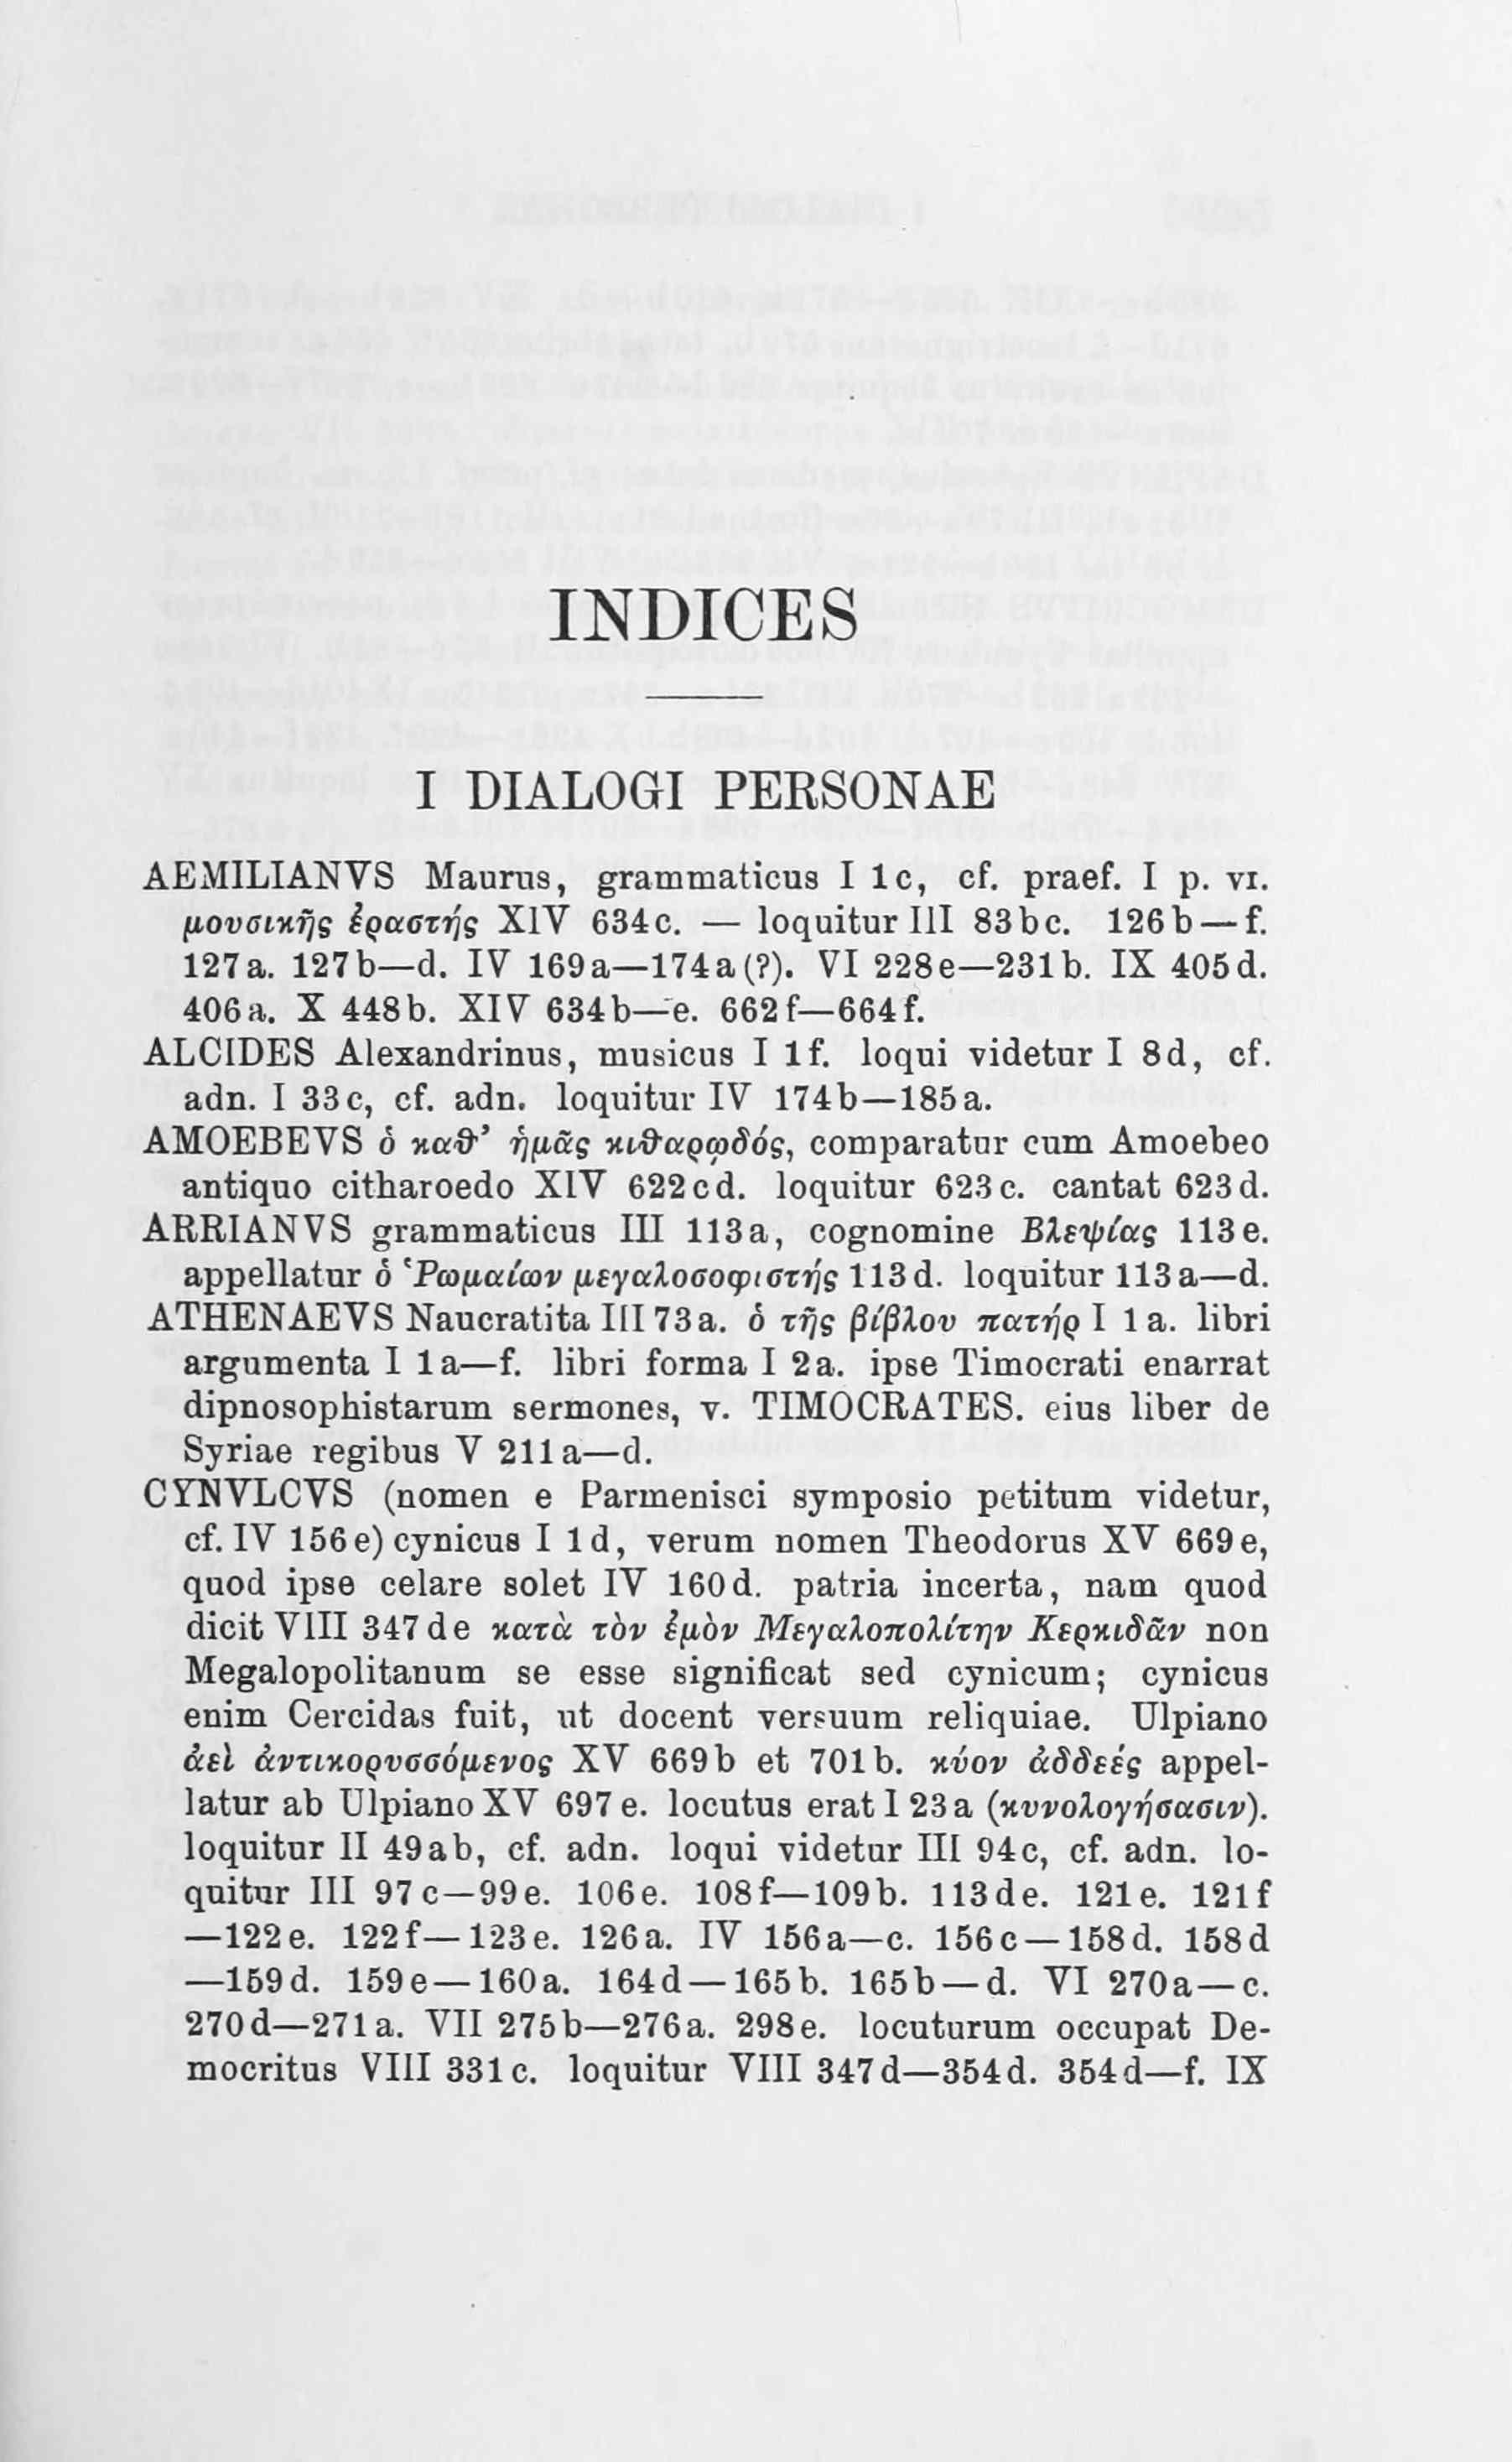 INDICES
I DIALOGI PERSONAE
AEMILIANVS Maurus, grammaticus I 1c, cf. praef. I p. VI.
μουσικῆς ἐραστής XIV 634c. — loquitur III 83bc. 126b—f.
127a. 127b—d. IV 169a—174a(?). VI 228e—231b. IX 405d.
406a. X 448b. XIV 634b—e. 662f—664f.
ALCIDES Alexandrinus, musicus I 1f. loqui videtur I 8d, cf.
adn. I 33c, cf. adn. loquitur IV 174b—185a.
AMOEBEVS ὁ καθ’ ἡμᾶς κιθαρῳδός, comparatur cum Amoebeo
antiquo citharoedo XIV 622cd. loquitur 623c. cantat 623d.
ARRIANVS grammaticus III 113a, cognomine Βλεψίας 113e.
appellatur ὁ Ῥωμαίων μεγαλοσοφιστής 113d. loquitur 113a—d.
ATHENAEVS Naucratita III 73a. ὁ τῆς βίβλου πατήρ I 1a. libri
argumenta I 1a—f. libri forma I 2a. ipse Timocrati enarrat
dipnosophistarum sermones, v. TIMOCRATES. eius liber de
Syriae regibus V 211a—d.
CYNVLCVS (nomen e Parmenisci symposio petitum videtur,
cf. IV 156e) cynicus I 1d, verum nomen Theodorus XV 669e,
quod ipse celare solet IV 160d. patria incerta, nam quod
dicit VIII 347de κατὰ τὸν ἐμὸν Μεγαλοπολίτην Κερκιδᾶν non
Megalopolitanum se esse significat sed cynicum; cynicus
enim Cercidas fuit, ut docent versuum reliquiae. Ulpiano
ἀεὶ ἀντικορυσσόμενος XV 669b et 701b. κύον ἀδδεές appel-
latur ab Ulpiano XV 697e. locutus erat I 23a (κυνολογήσασιν).
loquitur II 49ab, cf. adn. loqui videtur III 94c, cf. adn. lo-
quitur III 97c—99e. 106e. 108f—109b. 113de. 121e. 121f
—122e. 122f—123e. 126a. IV 156a—c. 156c—158d. 158d
—159d. 159e—160a. 164d—165b. 165b—d. VI 270a—c.
270d—271a. VII 275b—276a. 298e. locuturum occupat De-
mocritus VIII 331c. loquitur VIII 347d—354d. 354d—f. IX